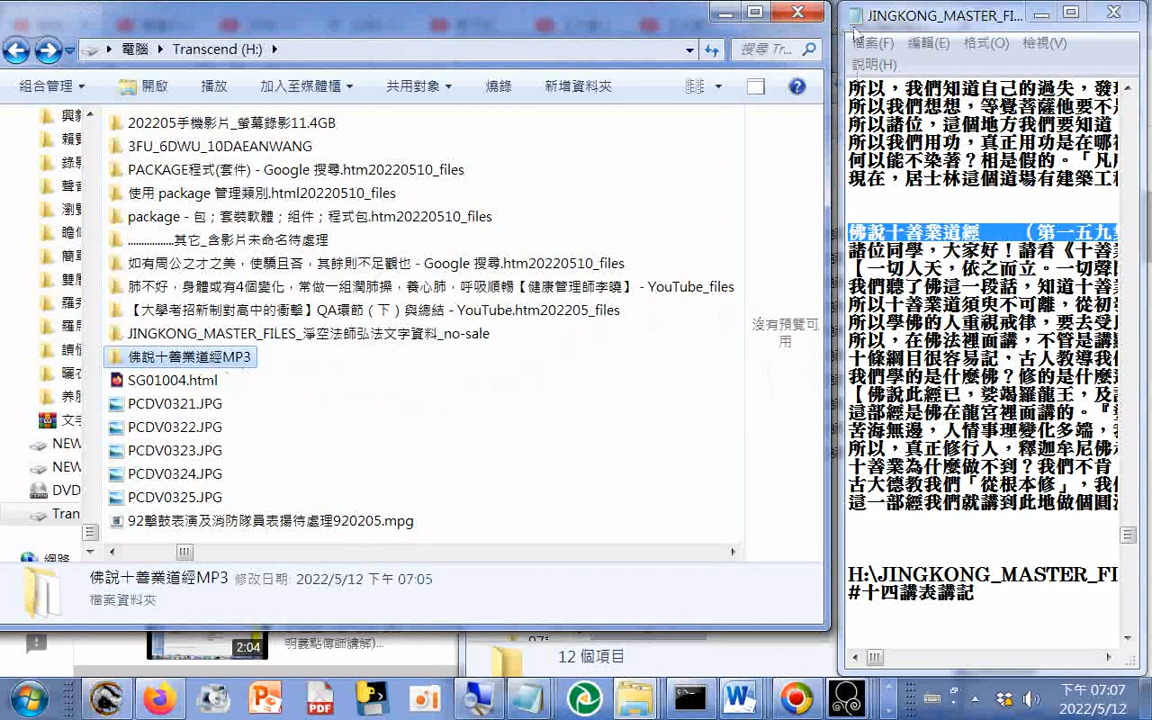 JINGKONG_MASTER_FI...
電腦 Transcend (H:) 搜尋 Tr...
檔案(F) 編輯(E) 格式(O) 檢視(V)
說明(H)
組合管理 開啟 播放 加入至媒體櫃 共用對象 燒錄 新增資料夾
202205手機影片_螢幕錄影11.4GB
3FU_6DWU_10DAEANWANG
PACKAGE程式(套件) - Google 搜尋.htm20220510_files
使用 package 管理類別.html20220510_files
package - 包；套裝軟體；組件；程式包.htm20220510_files
................其它_含影片未命名待處理
如有周公之才之美，使驕且吝，其餘則不足觀也 - Google 搜尋.htm20220510_files
肺不好，身體或有4個變化，常做一組潤肺操，養心肺，呼吸順暢【健康管理師李曉】 - YouTube_files
【大學考招新制對高中的衝擊】QA環節（下）與總結 - YouTube.htm202205_files
JINGKONG_MASTER_FILES_淨空法師弘法文字資料_no-sale
佛說十善業道經MP3
SG01004.html
PCDV0321.JPG
PCDV0322.JPG
PCDV0323.JPG
PCDV0324.JPG
PCDV0325.JPG
92擊鼓表演及消防隊員表揚待處理920205.mpg
沒有預覽可
用
文字
NEW
NEW
DVD
Tran
網路
佛說十善業道經MP3 修改日期: 2022/5/12 下午 07:05
檔案資料夾
所以，我們知道自己的過失，發
所以我們想想，等覺菩薩他要不
所以諸位，這個地方我們要知道
所以我們用功，真正用功是在哪
何以能不染著？相是假的。「凡
現在，居士林這個道場有建築工
佛說十善業道經 （第一五九
諸位同學，大家好！請看《十善
【一切人天，依之而立。一切聲
我們聽了佛這一段話，知道十善
所以十善業道須臾不可離，從初
所以學佛的人重視戒律，要去受
所以，在佛法裡面講，不管是講
十條綱目很容易記，古人教導我
我們學的是什麼佛？修的是什麼
【佛說此經已，娑竭羅龍王，及
這部經是佛在龍宮裡面講的。『
苦海無邊，人情事理變化多端，
所以，真正修行人，釋迦牟尼佛
十善業為什麼做不到？我們不肯
古大德教我們「從根本修」，我
這一部經我們就講到此地做個圓
H:\JINGKONG_MASTER_FI
#十四講表講記
2:04
明義點傳師講解)...
12 個項目
下午 07:07
2022/5/12